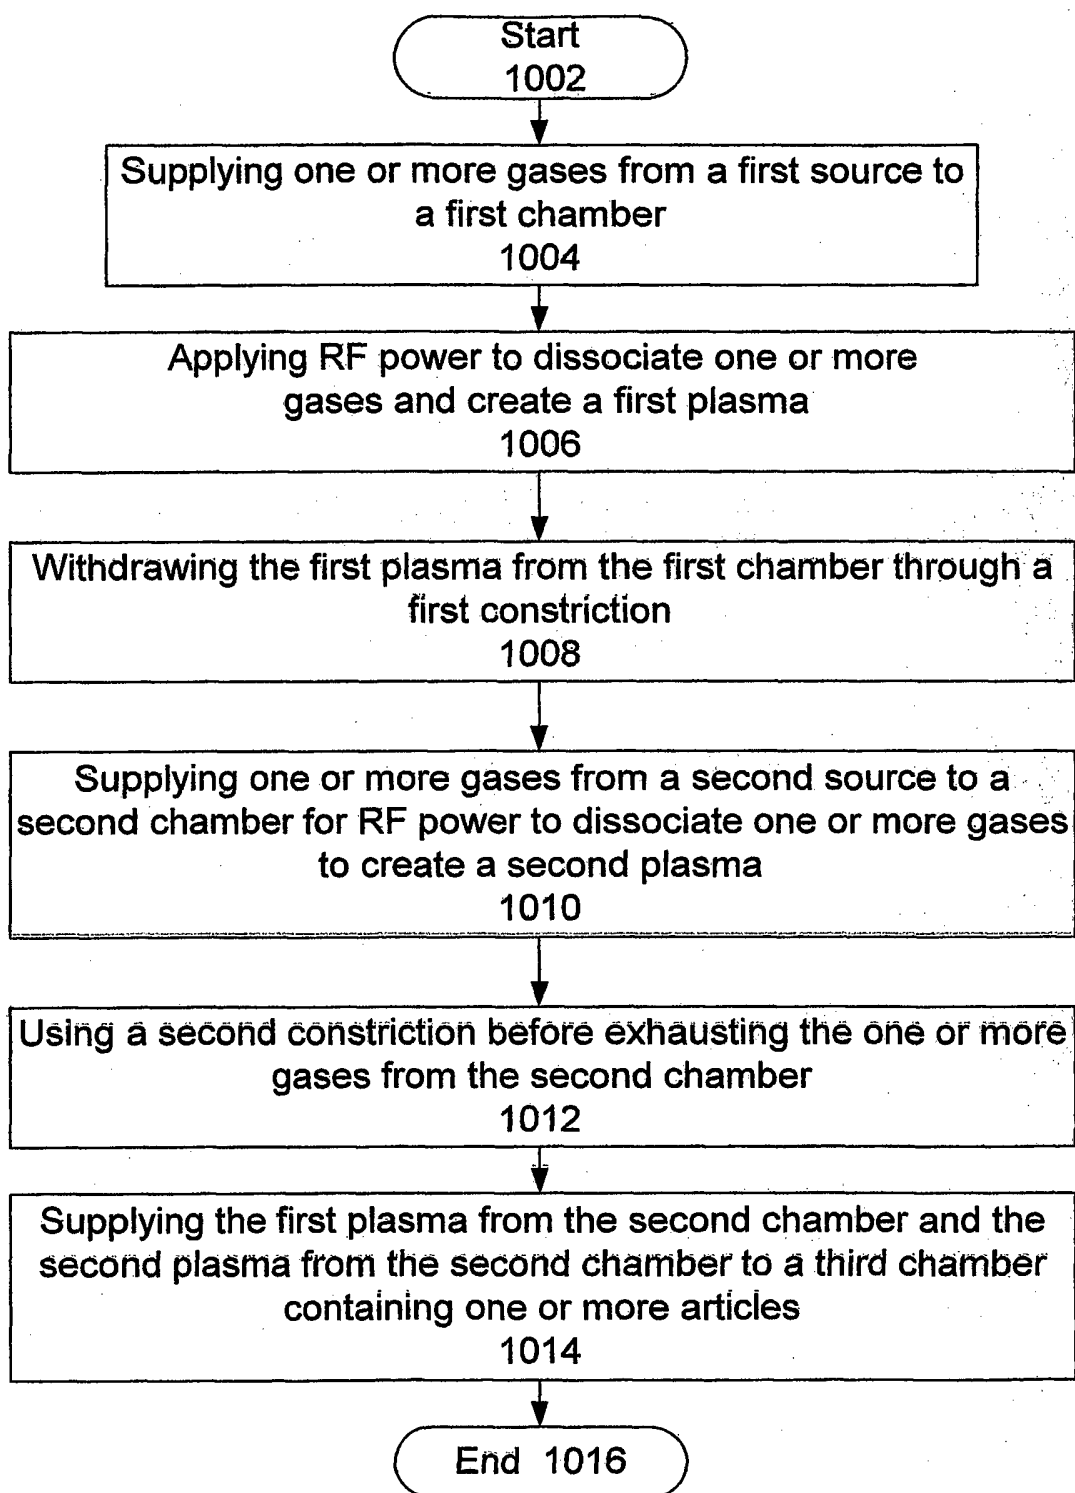 Start
1002
Supplying one or more gases from a first source to
a first chamber
1004
Applying RF power to dissociate one or more
gases and create a first plasma
1006
Withdrawing the first plasma from the first chamber through a
first constriction
1008
Supplying one or more gases from a second source to a
second chamber for RF power to dissociate one or more gases
to create a second plasma
1010
Using a second constriction before exhausting the one or more
gases from the second chamber
1012
Supplying the first plasma from the second chamber and the
second plasma from the second chamber to a third chamber
containing one or more articles
1014
End 1016